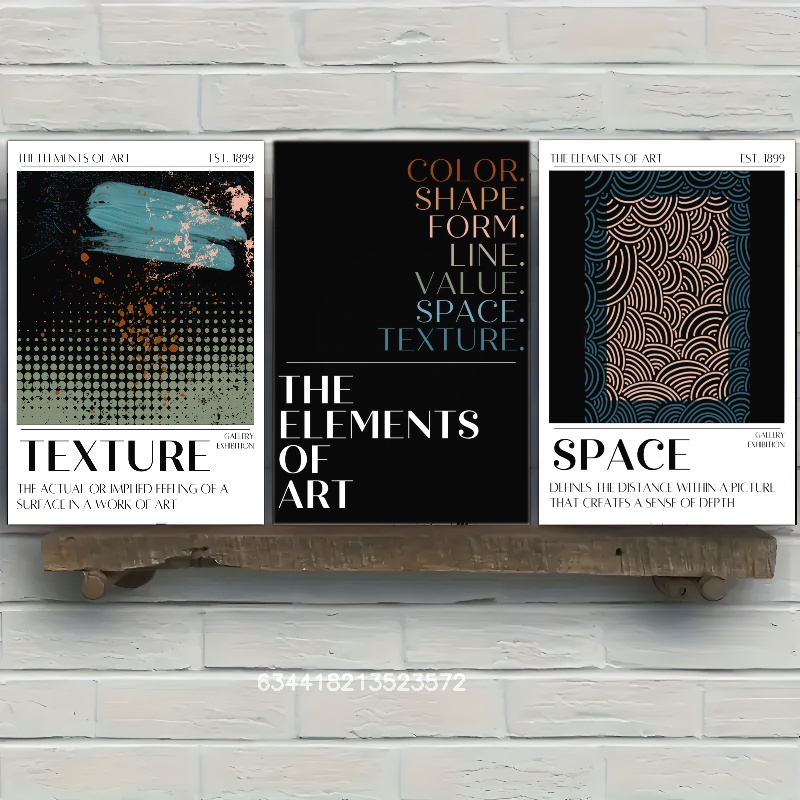 THE ELEMENTS OF ART
EST. 1899
TEXTURE
GALLERY
EXHIBITION
THE ACTUAL OR IMPLIED FEELING OF A
SURFACE IN A WORK OF ART
COLOR.
SHAPE.
FORM.
LINE.
VALUE.
SPACE.
TEXTURE.
THE
ELEMENTS
OF
ART
THE ELEMENTS OF ART
EST. 1899
SPACE
GALLERY
EXHIBITION
DEFINES THE DISTANCE WITHIN A PICTURE
THAT CREATES A SENSE OF DEPTH
634418213523572